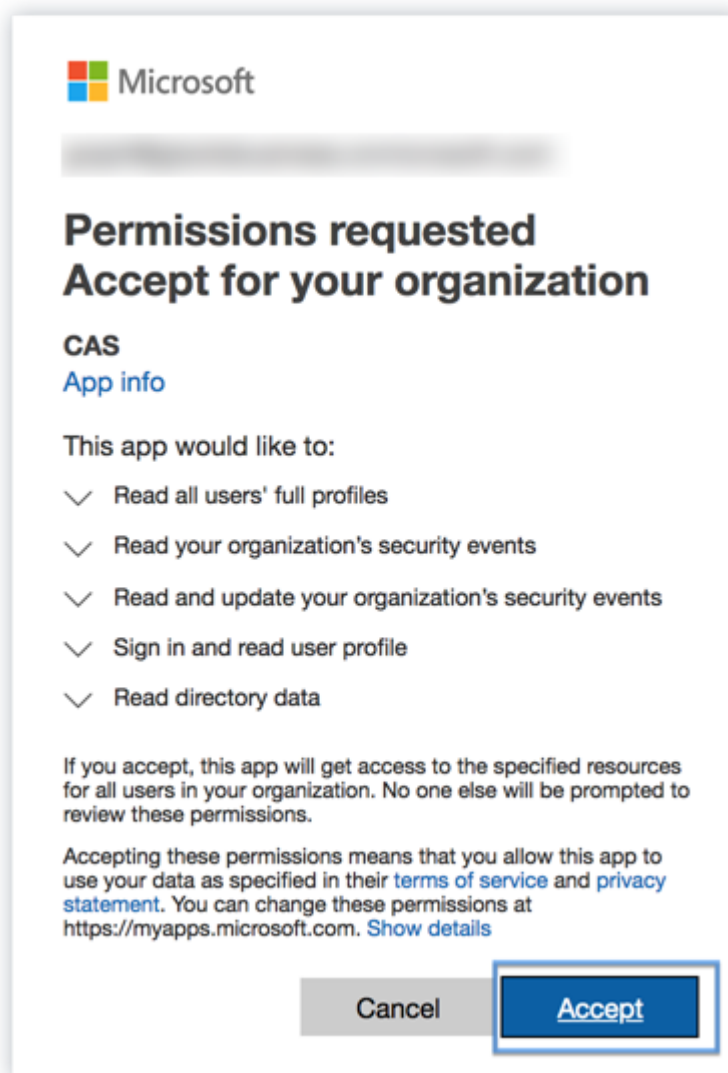 Microsoft
Permissions requested
Accept for your organization
CAS
App info
This app would like to:
Read all users' full profiles
Read your organization's security events
Read and update your organization's security events
Sign in and read user profile
Read directory data
If you accept, this app will get access to the specified resources
for all users in your organization. No one else will be prompted to
review these permissions.
Accepting these permissions means that you allow this app to
use your data as specified in their terms of service and privacy
statement. You can change these permissions at
https://myapps.microsoft.com. Show details
Cancel Accept